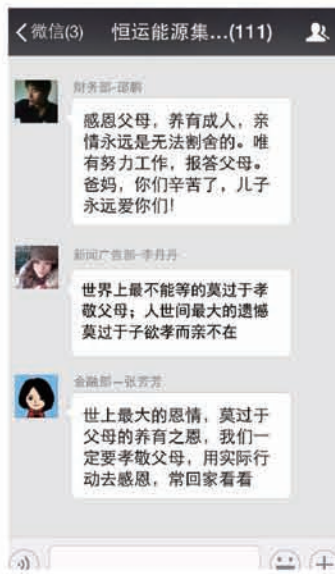 微信(3) 恒运能源集...(111)
财务部-邵鹏
感恩父母，养育成人，亲
情永远是无法割舍的。唯
有努力工作，报答父母。
爸妈，你们辛苦了，儿子
永远爱你们！
新闻广告部-李丹丹
世界上最不能等的莫过于孝
敬父母；人世间最大的遗憾
莫过于子欲孝而亲不在
金融部—张芳芳
世上最大的恩情，莫过于
父母的养育之恩，我们一
定要孝敬父母，用实际行
动去感恩，常回家看看